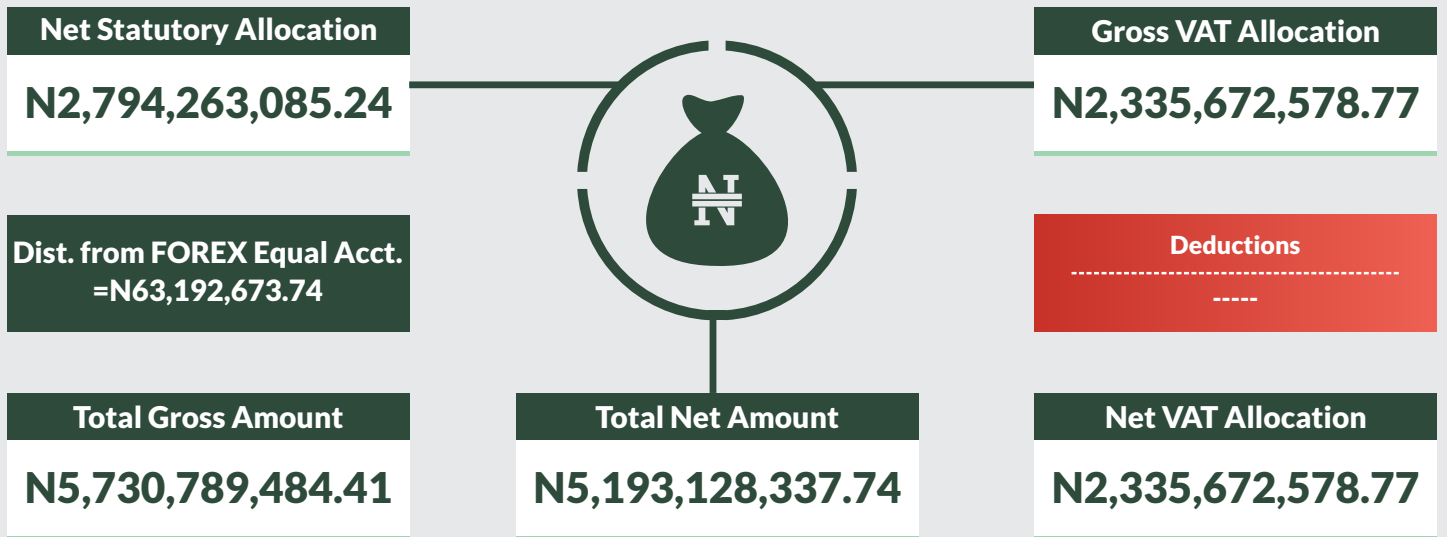 Net Statutory Allocation
N2,794,263,085.24
Gross VAT Allocation
N2,335,672,578.77
₦
Dist. from FOREX Equal Acct.
=N63,192,673.74
Deductions
--------------------------------------------
-----
Total Gross Amount
N5,730,789,484.41
Total Net Amount
N5,193,128,337.74
Net VAT Allocation
N2,335,672,578.77